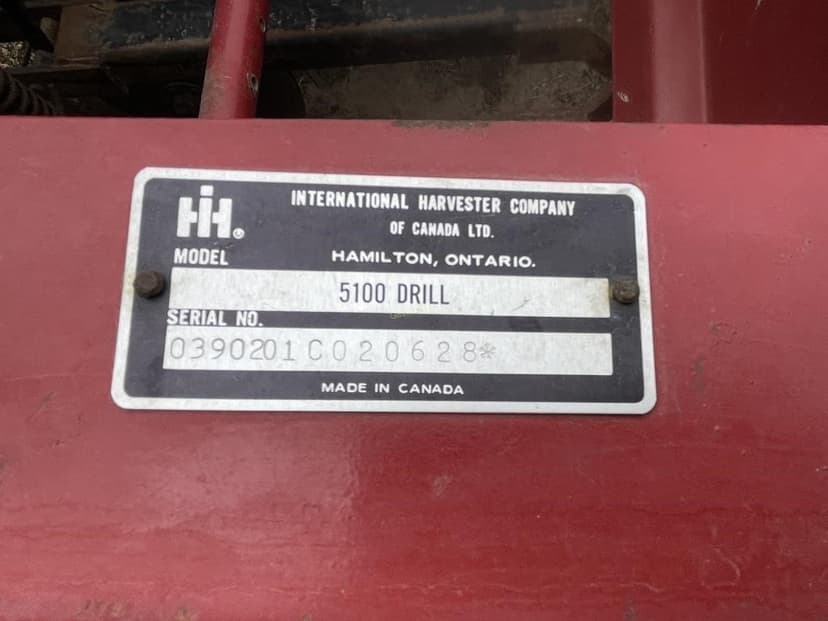 IH®
INTERNATIONAL HARVESTER COMPANY
OF CANADA LTD.
HAMILTON, ONTARIO.
MODEL
5100 DRILL
SERIAL NO.
0390201C020628*
MADE IN CANADA